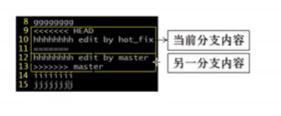 8 gggggggg
9 <<<<<<< HEAD
10 hhhhhhhh edit by hot_fix
11 =======
12 hhhhhhhh edit by master
13 >>>>>>> master
14 iiiiiiii
15 jjjjjjjj
当前分支内容
另一分支内容